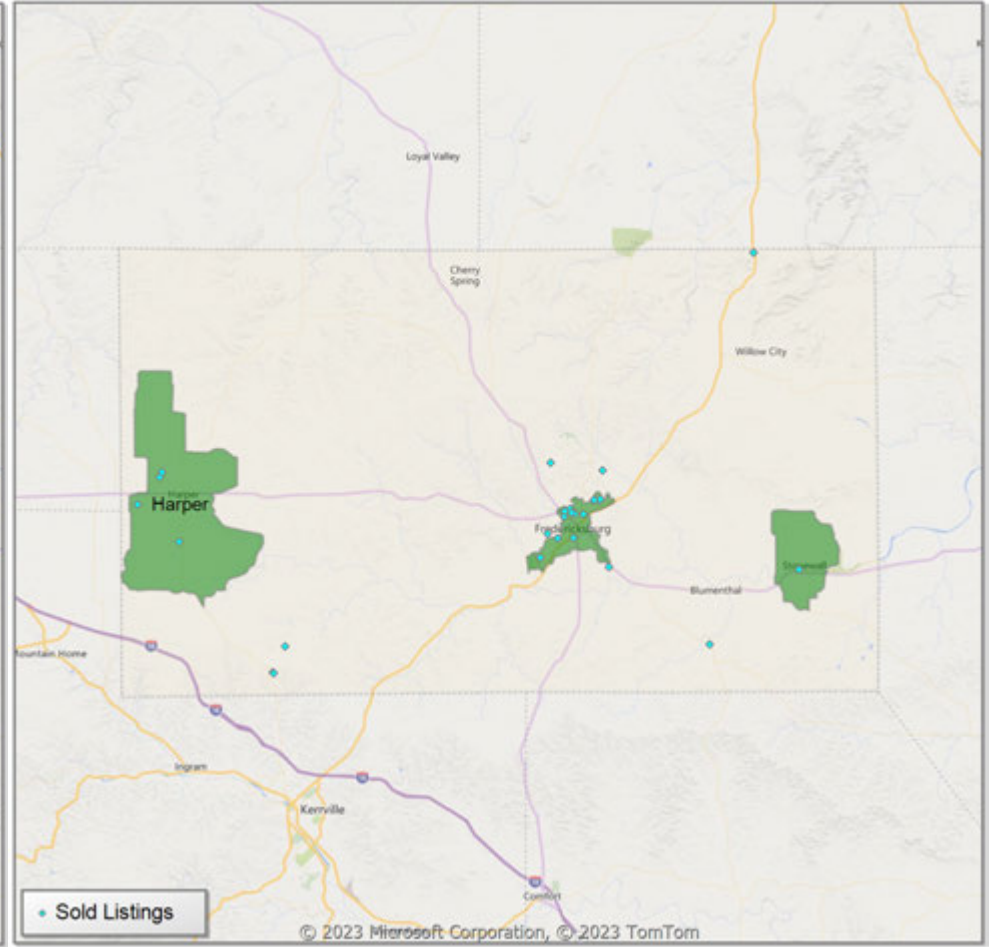 Loyal Valley
Cherry
Spring
Willow City
Harper
Harper
Fredericksburg
Stonewall
Blumenthal
Mountain Home
Ingram
Kerrville
Comfort
Sold Listings
© 2023 Microsoft Corporation, © 2023 TomTom